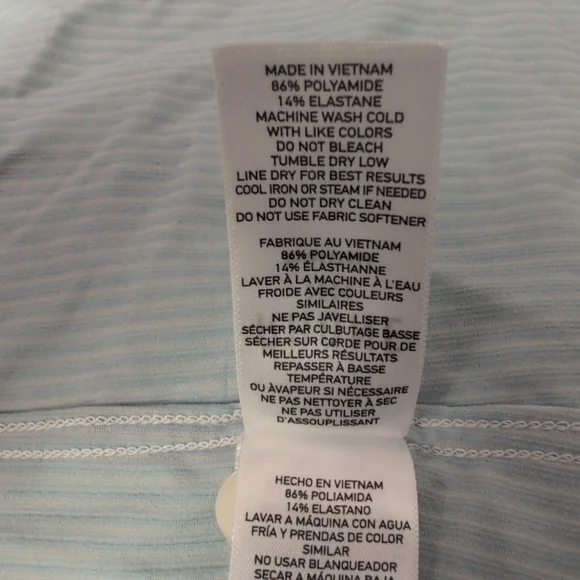 MADE IN VIETNAM
86% POLYAMIDE
14% ELASTANE
MACHINE WASH COLD
WITH LIKE COLORS
DO NOT BLEACH
TUMBLE DRY LOW
LINE DRY FOR BEST RESULTS
COOL IRON OR STEAM IF NEEDED
DO NOT DRY CLEAN
DO NOT USE FABRIC SOFTENER
FABRIQUE AU VIETNAM
86% POLYAMIDE
14% ÉLASTHANNE
LAVER À LA MACHINE À L'EAU
FROIDE AVEC COULEURS
SIMILAIRES
NE PAS JAVELLISER
SÉCHER PAR CULBUTAGE BASSE
SÉCHER SUR CORDE POUR DE
MEILLEURS RÉSULTATS
REPASSER À BASSE
TEMPÉRATURE
OU ÀVAPEUR SI NÉCESSAIRE
NE PAS NETTOYER À SEC
NE PAS UTILISER
D'ASSOUPLISSANT
HECHO EN VIETNAM
86% POLIAMIDA
14% ELASTANO
LAVAR A MÁQUINA CON AGUA
FRÍA Y PRENDAS DE COLOR
SIMILAR
NO USAR BLANQUEADOR
SECAR A MÁQUINA BAJA